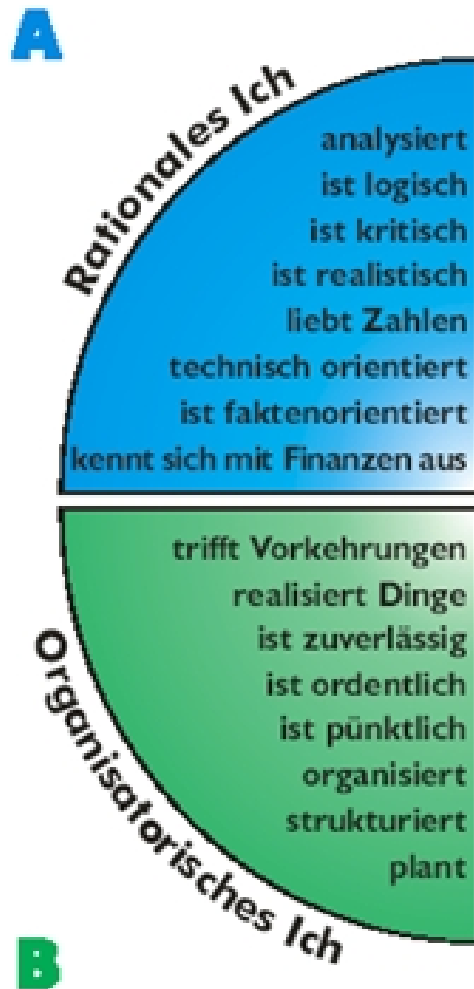 A
Rationales Ich
analysiert
ist logisch
ist kritisch
ist realistisch
liebt Zahlen
technisch orientiert
ist faktenorientiert
kennt sich mit Finanzen aus
trifft Vorkehrungen
realisiert Dinge
ist zuverlässig
ist ordentlich
ist pünktlich
organisiert
strukturiert
plant
Organisatorisches Ich
B